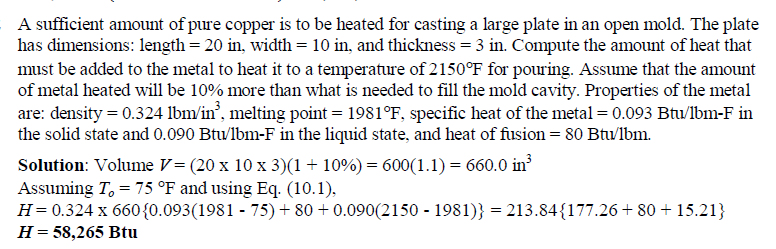 A sufficient amount of pure copper is to be heated for casting a large plate in an open mold. The plate
has dimensions: length = 20 in, width = 10 in, and thickness = 3 in. Compute the amount of heat that
must be added to the metal to heat it to a temperature of 2150°F for pouring. Assume that the amount
of metal heated will be 10% more than what is needed to fill the mold cavity. Properties of the metal
are: density = 0.324 lbm/in³, melting point = 1981°F, specific heat of the metal = 0.093 Btu/lbm-F in
the solid state and 0.090 Btu/lbm-F in the liquid state, and heat of fusion = 80 Btu/lbm.
Solution: Volume V = (20 x 10 x 3)(1 + 10%) = 600(1.1) = 660.0 in³
Assuming Tₒ = 75 °F and using Eq. (10.1),
H = 0.324 x 660{0.093(1981 - 75) + 80 + 0.090(2150 - 1981)} = 213.84{177.26 + 80 + 15.21}
H = 58,265 Btu